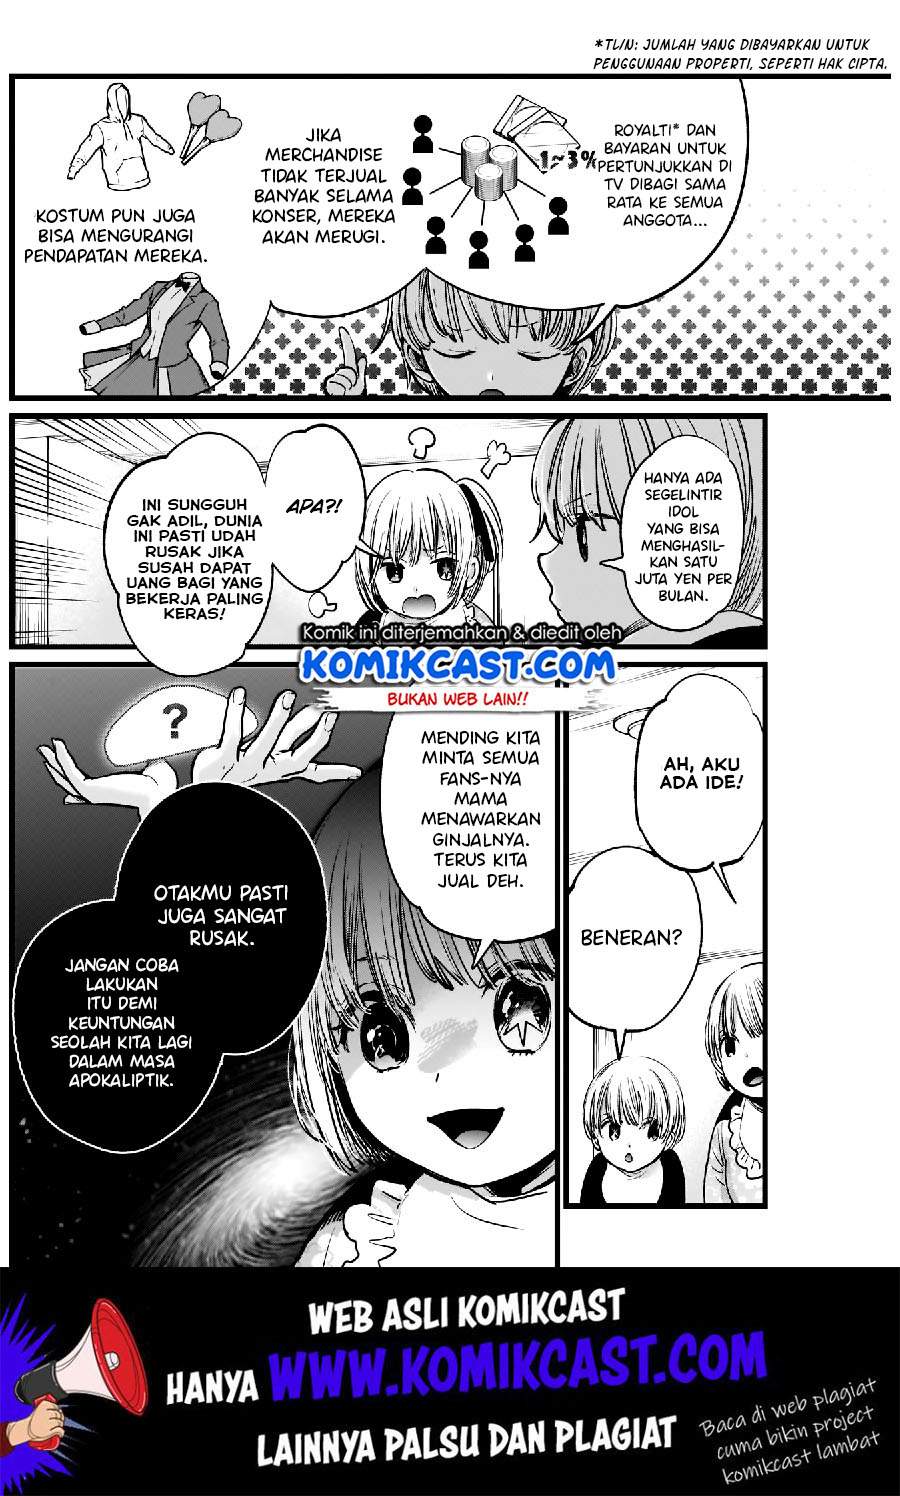 *TL/N: JUMLAH YANG DIBAYARKAN UNTUK
PENGGUNAAN PROPERTI, SEPERTI HAK CIPTA.
ROYALTI* DAN
BAYARAN UNTUK
PERTUNJUKKAN DI
TV DIBAGI SAMA
RATA KE SEMUA
ANGGOTA...
1~3%
JIKA
MERCHANDISE
TIDAK TERJUAL
BANYAK SELAMA
KONSER, MEREKA
AKAN MERUGI.
KOSTUM PUN JUGA
BISA MENGURANGI
PENDAPATAN MEREKA.
HANYA ADA
SEGELINTIR
IDOL
YANG BISA
MENGHASIL-
KAN SATU
JUTA YEN PER
BULAN.
APA?!
INI SUNGGUH
GAK ADIL, DUNIA
INI PASTI UDAH
RUSAK JIKA
SUSAH DAPAT
UANG BAGI YANG
BEKERJA PALING
KERAS!
Komik ini diterjemahkan & diedit oleh
KOMIKCAST.COM
BUKAN WEB LAIN!!
AH, AKU
ADA IDE!
BENERAN?
MENDING KITA
MINTA SEMUA
FANS-NYA
MAMA
MENAWARKAN
GINJALNYA.
TERUS KITA
JUAL DEH.
?
OTAKMU PASTI
JUGA SANGAT
RUSAK.
JANGAN COBA
LAKUKAN
ITU DEMI
KEUNTUNGAN
SEOLAH KITA LAGI
DALAM MASA
APOKALIPTIK.
WEB ASLI KOMIKCAST
HANYA WWW.KOMIKCAST.COM
LAINNYA PALSU DAN PLAGIAT
Baca di web plagiat
cuma bikin project
komikcast lambat